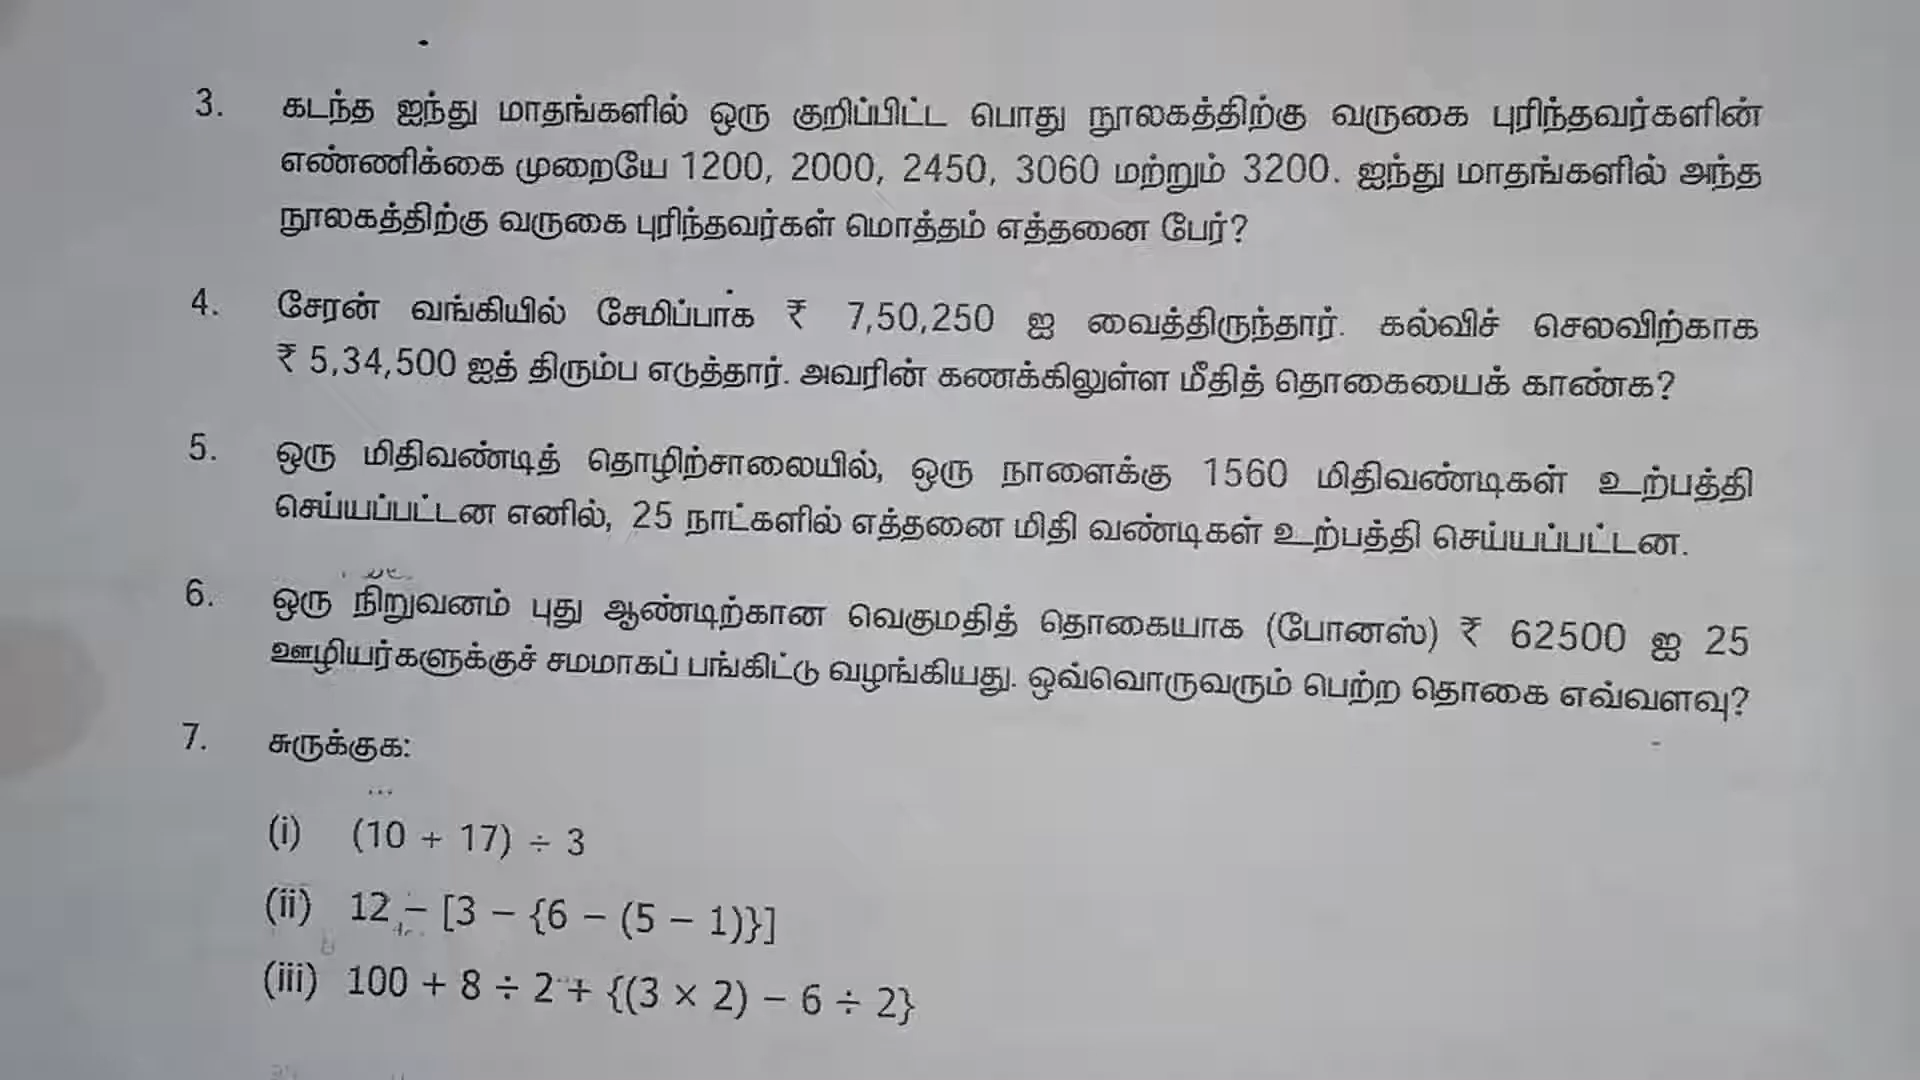 3. கடந்த ஐந்து மாதங்களில் ஒரு குறிப்பிட்ட பொது நூலகத்திற்கு வருகை புரிந்தவர்களின்
எண்ணிக்கை முறையே 1200, 2000, 2450, 3060 மற்றும் 3200. ஐந்து மாதங்களில் அந்த
நூலகத்திற்கு வருகை புரிந்தவர்கள் மொத்தம் எத்தனை பேர்?
4. சேரன் வங்கியில் சேமிப்பாக ₹ 7,50,250 ஐ வைத்திருந்தார். கல்விச் செலவிற்காக
₹ 5,34,500 ஐத் திரும்ப எடுத்தார். அவரின் கணக்கிலுள்ள மீதித் தொகையைக் காண்க?
5. ஒரு மிதிவண்டித் தொழிற்சாலையில், ஒரு நாளைக்கு 1560 மிதிவண்டிகள் உற்பத்தி
செய்யப்பட்டன எனில், 25 நாட்களில் எத்தனை மிதி வண்டிகள் உற்பத்தி செய்யப்பட்டன.
6. ஒரு நிறுவனம் புது ஆண்டிற்கான வெகுமதித் தொகையாக (போனஸ்) ₹ 62500 ஐ 25
ஊழியர்களுக்குச் சமமாகப் பங்கிட்டு வழங்கியது. ஒவ்வொருவரும் பெற்ற தொகை எவ்வளவு?
7. சுருக்குக:
(i) (10 + 17) ÷ 3
(ii) 12 – [3 – {6 – (5 – 1)}]
(iii) 100 + 8 ÷ 2 + {(3 × 2) – 6 ÷ 2}